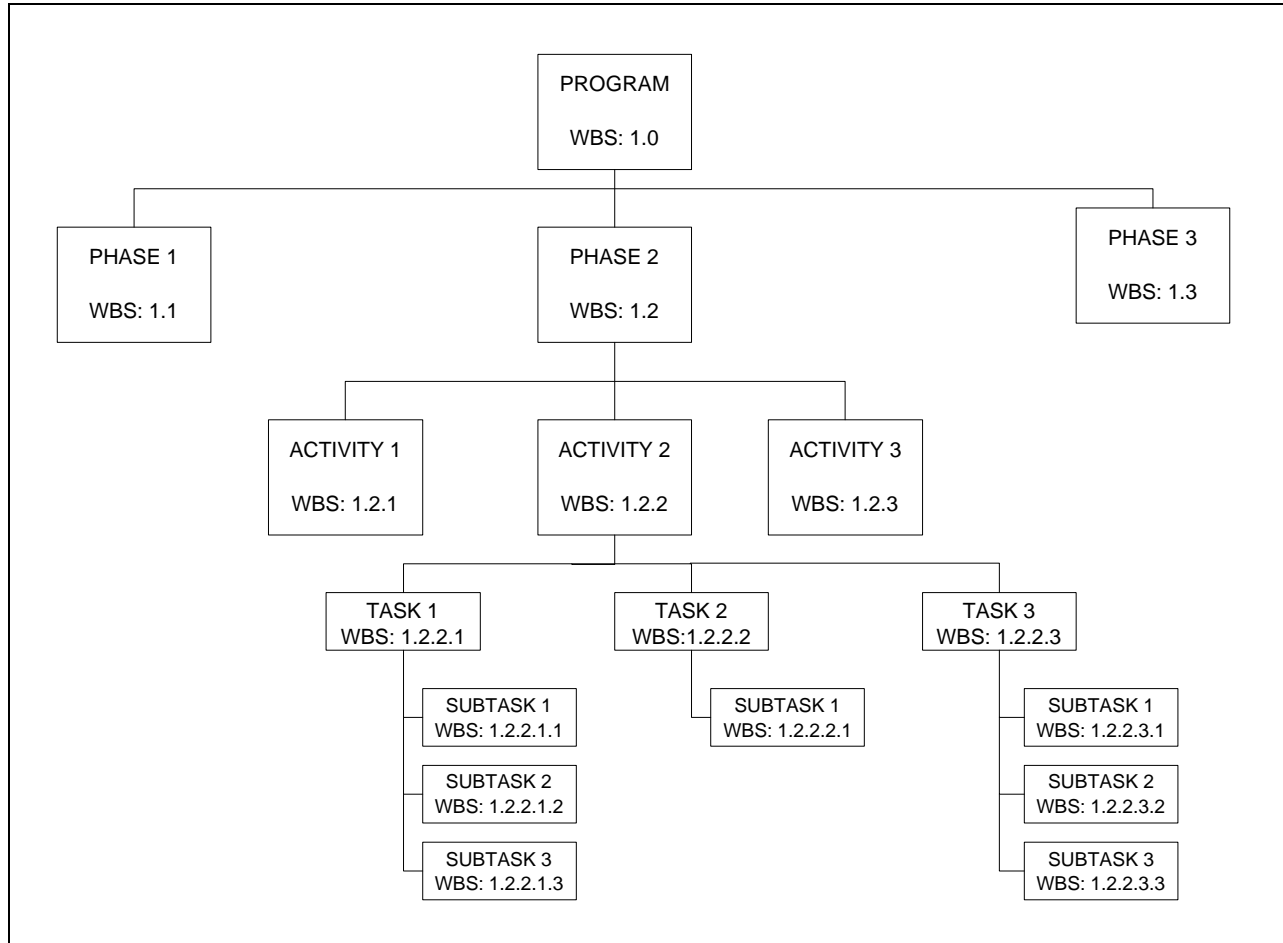 PROGRAM
WBS: 1.0
PHASE 1
WBS: 1.1
PHASE 2
WBS: 1.2
PHASE 3
WBS: 1.3
ACTIVITY 1
WBS: 1.2.1
ACTIVITY 2
WBS: 1.2.2
ACTIVITY 3
WBS: 1.2.3
TASK 1
WBS: 1.2.2.1
TASK 2
WBS:1.2.2.2
TASK 3
WBS: 1.2.2.3
SUBTASK 1
WBS: 1.2.2.1.1
SUBTASK 2
WBS: 1.2.2.1.2
SUBTASK 3
WBS: 1.2.2.1.3
SUBTASK 1
WBS: 1.2.2.2.1
SUBTASK 1
WBS: 1.2.2.3.1
SUBTASK 2
WBS: 1.2.2.3.2
SUBTASK 3
WBS: 1.2.2.3.3